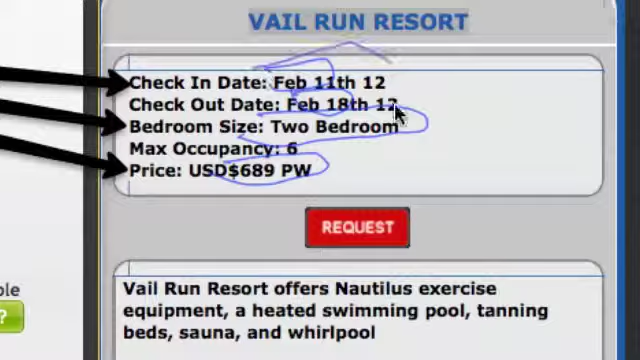 VAIL RUN RESORT
Check In Date: Feb 11th 12
Check Out Date: Feb 18th 12
Bedroom Size: Two Bedroom
Max Occupancy: 6
Price: USD$689 PW
REQUEST
ple
?
Vail Run Resort offers Nautilus exercise
equipment, a heated swimming pool, tanning
beds, sauna, and whirlpool